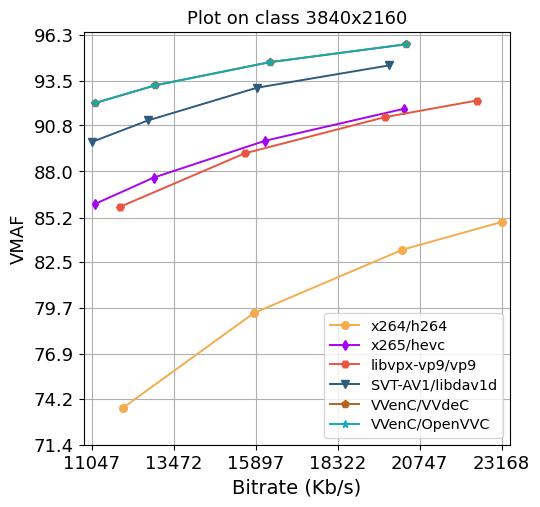 Plot on class 3840x2160
96.3
93.5
90.8
88.0
85.2
82.5
79.7
76.9
74.2
71.4
VMAF
x264/h264
x265/hevc
libvpx-vp9/vp9
SVT-AV1/libdav1d
VVenC/VVdeC
VVenC/OpenVVC
11047 13472 15897 18322 20747 23168
Bitrate (Kb/s)